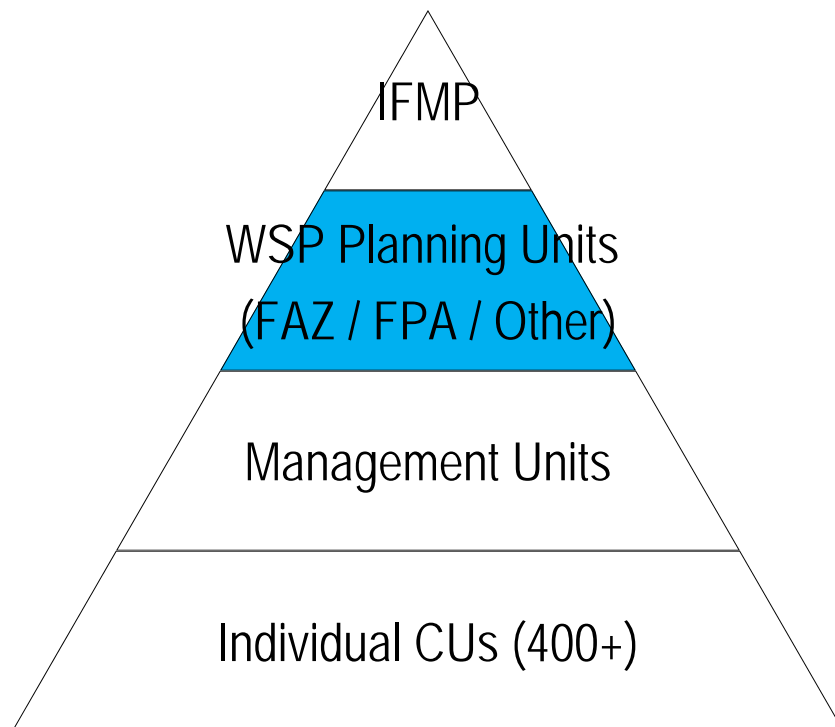 IFMP
WSP Planning Units
(FAZ / FPA / Other)
Management Units
Individual CUs (400+)